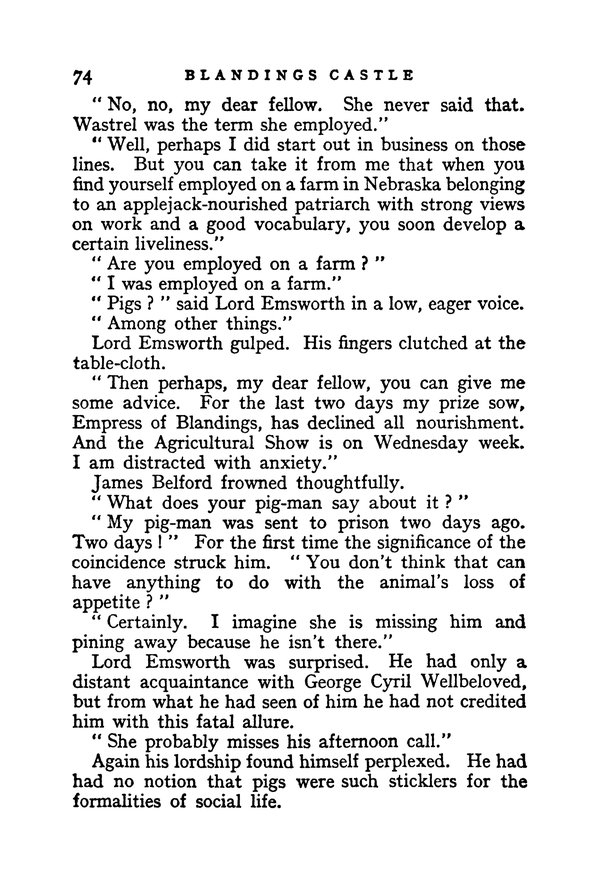 74 BLANDINGS CASTLE
“ No, no, my dear fellow. She never said that.
Wastrel was the term she employed.”
“ Well, perhaps I did start out in business on those
lines. But you can take it from me that when you
find yourself employed on a farm in Nebraska belonging
to an applejack-nourished patriarch with strong views
on work and a good vocabulary, you soon develop a
certain liveliness.”
“ Are you employed on a farm ? ”
“ I was employed on a farm.”
“ Pigs ? ” said Lord Emsworth in a low, eager voice.
“ Among other things.”
Lord Emsworth gulped. His fingers clutched at the
table-cloth.
“ Then perhaps, my dear fellow, you can give me
some advice. For the last two days my prize sow,
Empress of Blandings, has declined all nourishment.
And the Agricultural Show is on Wednesday week.
I am distracted with anxiety.”
James Belford frowned thoughtfully.
“ What does your pig-man say about it ? ”
“ My pig-man was sent to prison two days ago.
Two days ! ” For the first time the significance of the
coincidence struck him. “ You don’t think that can
have anything to do with the animal’s loss of
appetite ? ”
“ Certainly. I imagine she is missing him and
pining away because he isn’t there.”
Lord Emsworth was surprised. He had only a
distant acquaintance with George Cyril Wellbeloved,
but from what he had seen of him he had not credited
him with this fatal allure.
“ She probably misses his afternoon call.”
Again his lordship found himself perplexed. He had
had no notion that pigs were such sticklers for the
formalities of social life.